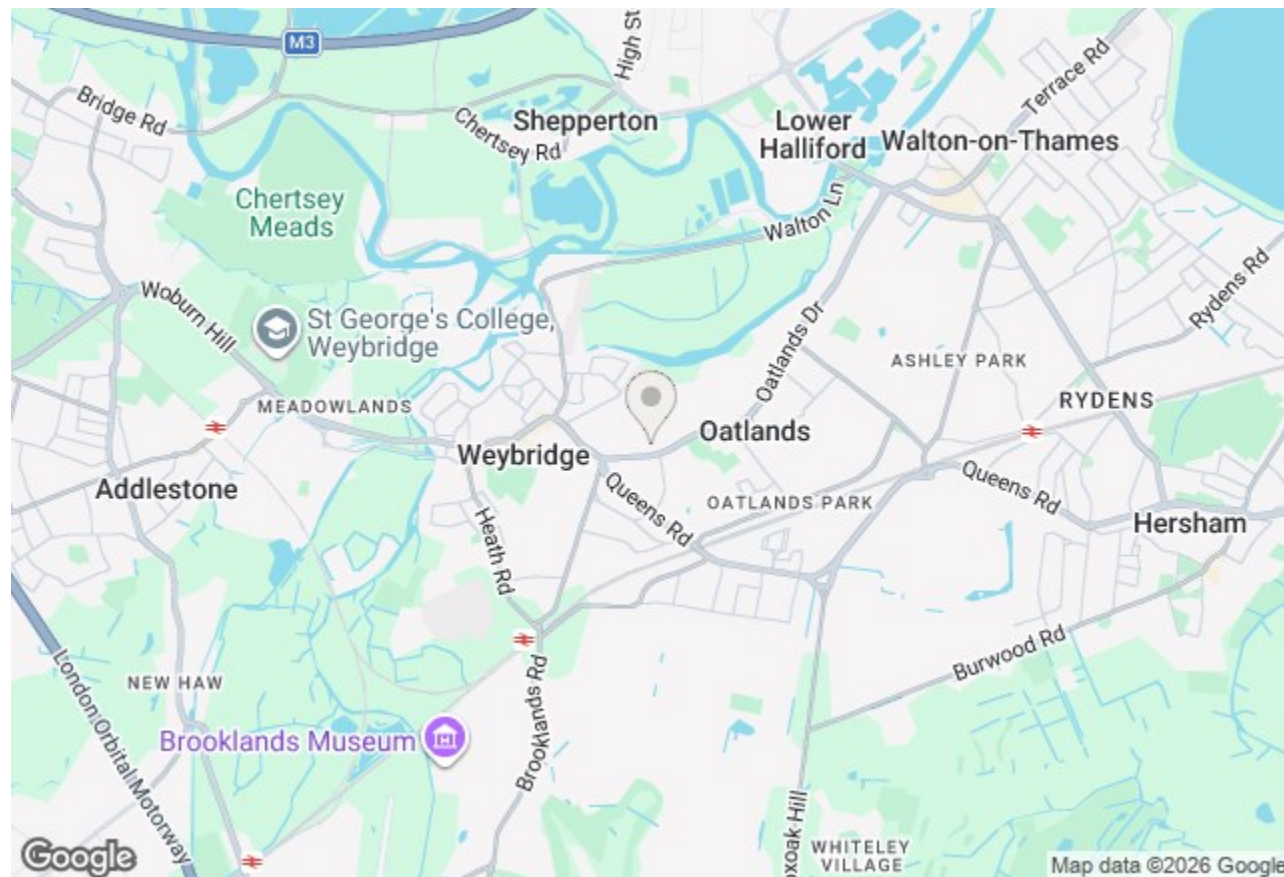 M3
High St
Terrace Rd
Bridge Rd
Chertsey Rd
Shepperton
Lower
Halliford
Walton-on-Thames
Chertsey
Meads
Walton Ln
Woburn Hill
St George's College,
Weybridge
Rydens Rd
Oatlands Dr
ASHLEY PARK
MEADOWLANDS
RYDENS
Oatlands
Weybridge
Addlestone
Queens Rd
OATLANDS PARK
Queens Rd
Hersham
Heath Rd
Burwood Rd
NEW HAW
London Orbital Motorway
Brooklands Museum
Brooklands Rd
oxoak Hill
WHITELEY
VILLAGE
Google
Map data ©2026 Google